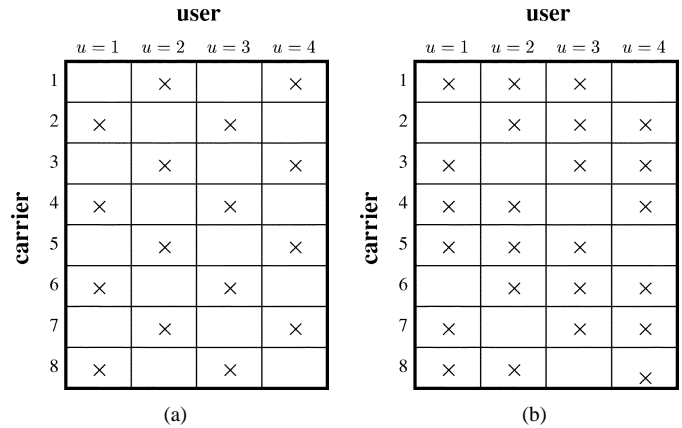 user
u = 1 u = 2 u = 3 u = 4
carrier
1 × ×
2 × ×
3 × ×
4 × ×
5 × ×
6 × ×
7 × ×
8 × ×
(a)
user
u = 1 u = 2 u = 3 u = 4
carrier
1 × × ×
2 × × ×
3 × × ×
4 × × ×
5 × × ×
6 × × ×
7 × × ×
8 × × ×
(b)